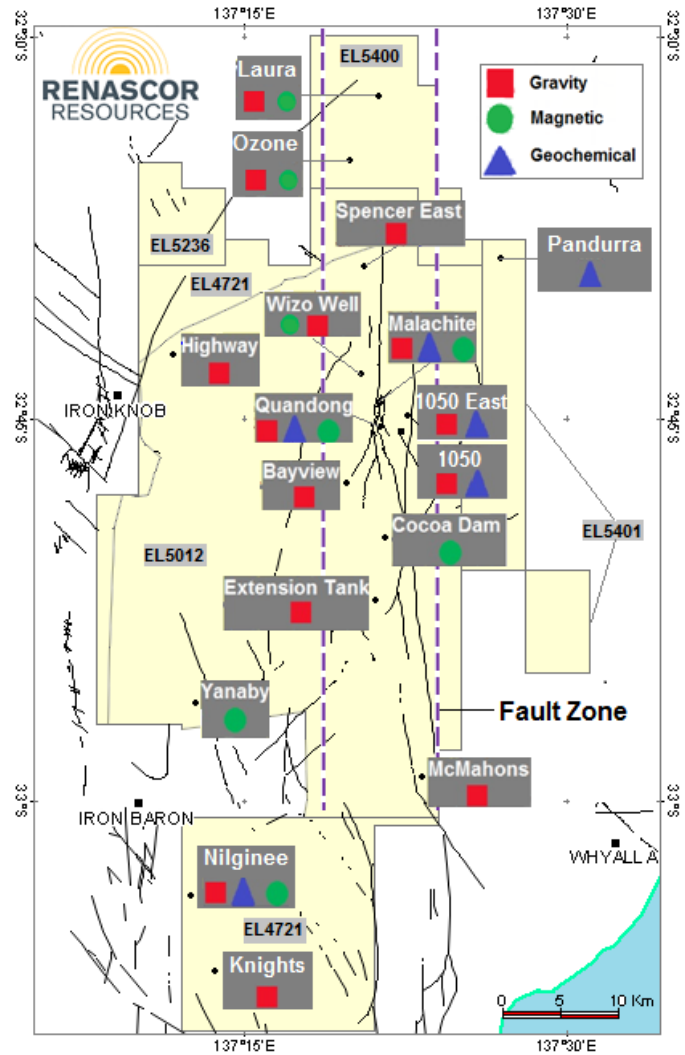 137°15'E
137°30'E
32°30'S
32°30'S
RENASCOR
RESOURCES
EL5400
Laura
Gravity
Magnetic
Geochemical
Ozone
Spencer East
EL5236
Pandurra
EL4721
Wizo Well
Malachite
Highway
IRON KNOB
Quandong
1050 East
32°45'S
32°45'S
Bayview
1050
Cocoa Dam
EL5401
EL5012
Extension Tank
Yanaby
Fault Zone
McMahons
33°S
33°S
IRON BARON
WHYALLA
Nilginee
EL4721
Knights
0 5 10 Km
137°15'E
137°30'E